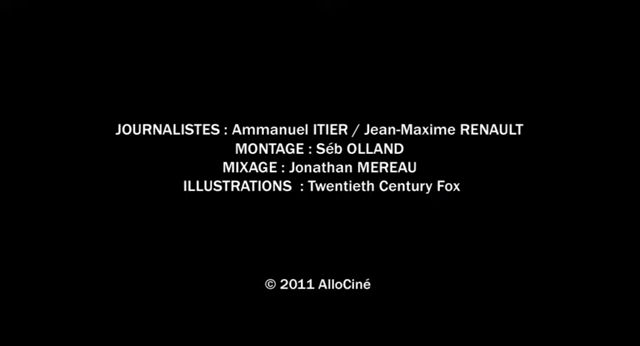 JOURNALISTES : Ammanuel ITIER / Jean-Maxime RENAULT
MONTAGE : Séb OLLAND
MIXAGE : Jonathan MEREAU
ILLUSTRATIONS : Twentieth Century Fox
© 2011 AlloCiné